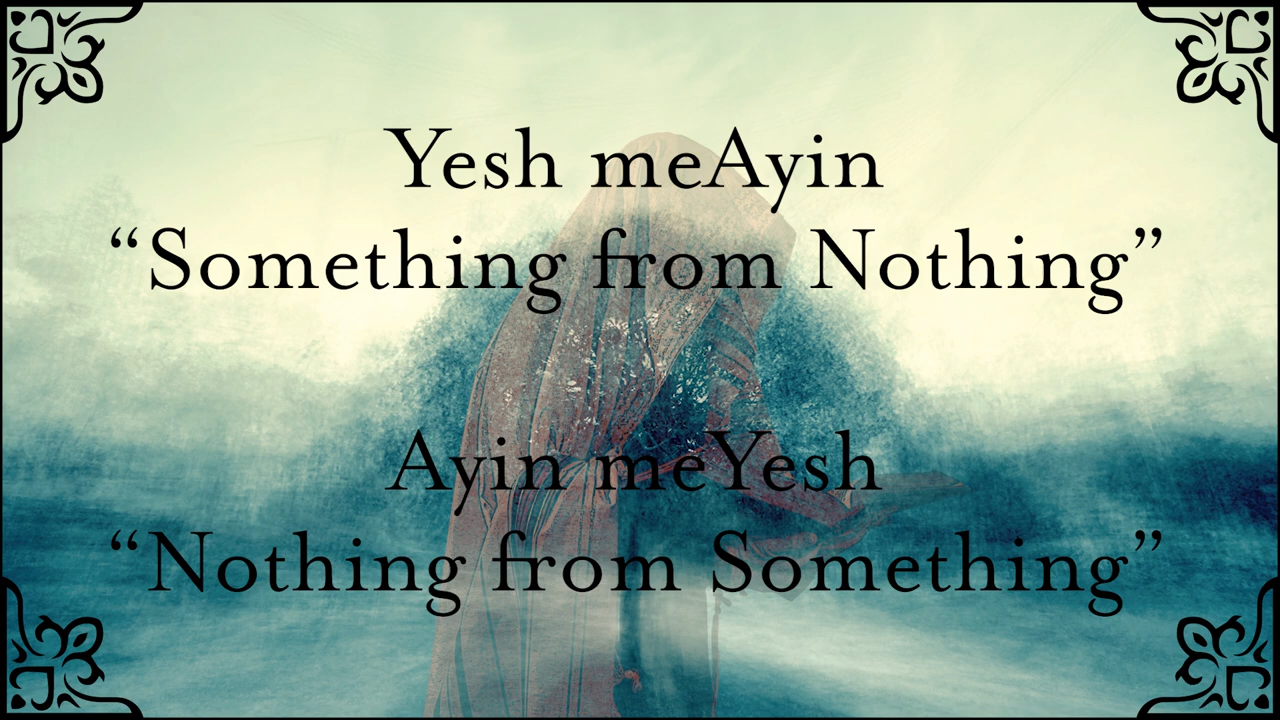 Yesh meAyin
“Something from Nothing”
Ayin meYesh
“Nothing from Something”